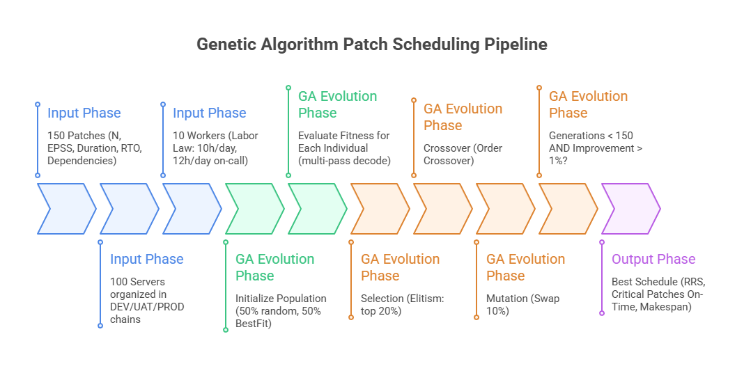 Genetic Algorithm Patch Scheduling Pipeline
Input Phase
150 Patches (N,
EPSS, Duration, RTO,
Dependencies)
Input Phase
100 Servers
organized in
DEV/UAT/PROD
chains
Input Phase
10 Workers (Labor
Law: 10h/day,
12h/day on-call)
GA Evolution
Phase
Initialize Population
(50% random, 50%
BestFit)
GA Evolution
Phase
Evaluate Fitness for
Each Individual
(multi-pass decode)
GA Evolution
Phase
Selection (Elitism:
top 20%)
GA Evolution
Phase
Crossover (Order
Crossover)
GA Evolution
Phase
Mutation (Swap
10%)
GA Evolution
Phase
Generations < 150
AND Improvement >
1%?
Output Phase
Best Schedule (RRS,
Critical Patches On-
Time, Makespan)